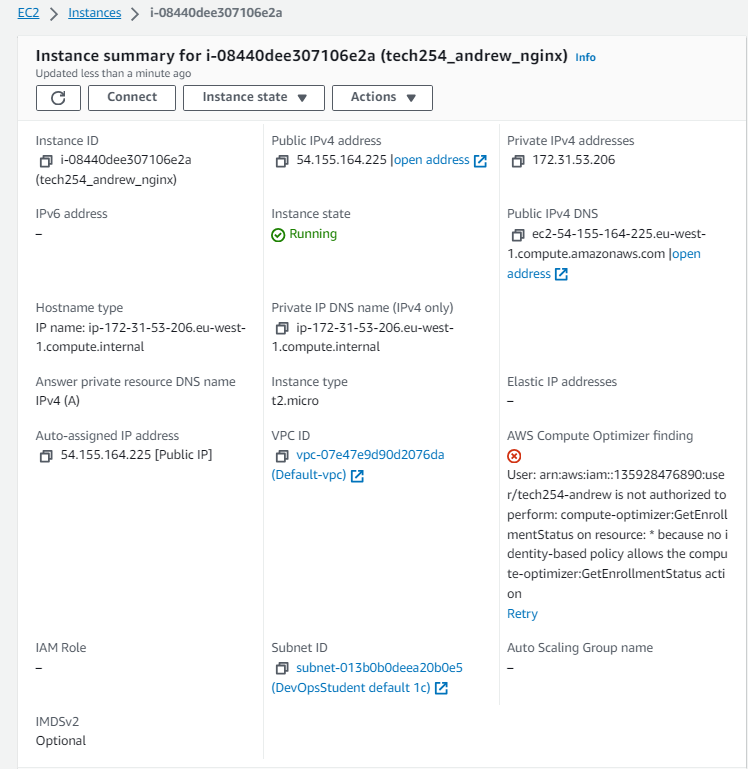 EC2 > Instances > i-08440dee307106e2a
Instance summary for i-08440dee307106e2a (tech254_andrew_nginx) Info
Updated less than a minute ago
Connect Instance state Actions
Instance ID
i-08440dee307106e2a
(tech254_andrew_nginx)
Public IPv4 address
54.155.164.225 |open address
Private IPv4 addresses
172.31.53.206
IPv6 address
–
Instance state
Running
Public IPv4 DNS
ec2-54-155-164-225.eu-west-
1.compute.amazonaws.com |open
address
Hostname type
IP name: ip-172-31-53-206.eu-west-
1.compute.internal
Private IP DNS name (IPv4 only)
ip-172-31-53-206.eu-west-
1.compute.internal
Answer private resource DNS name
IPv4 (A)
Instance type
t2.micro
Elastic IP addresses
–
Auto-assigned IP address
54.155.164.225 [Public IP]
VPC ID
vpc-07e47e9d90d2076da
(Default-vpc)
AWS Compute Optimizer finding
User: arn:aws:iam::135928476890:use
r/tech254-andrew is not authorized to
perform: compute-optimizer:GetEnroll
mentStatus on resource: * because no i
dentity-based policy allows the compu
te-optimizer:GetEnrollmentStatus acti
on
Retry
IAM Role
–
Subnet ID
subnet-013b0b0deea20b0e5
(DevOpsStudent default 1c)
Auto Scaling Group name
–
IMDSv2
Optional